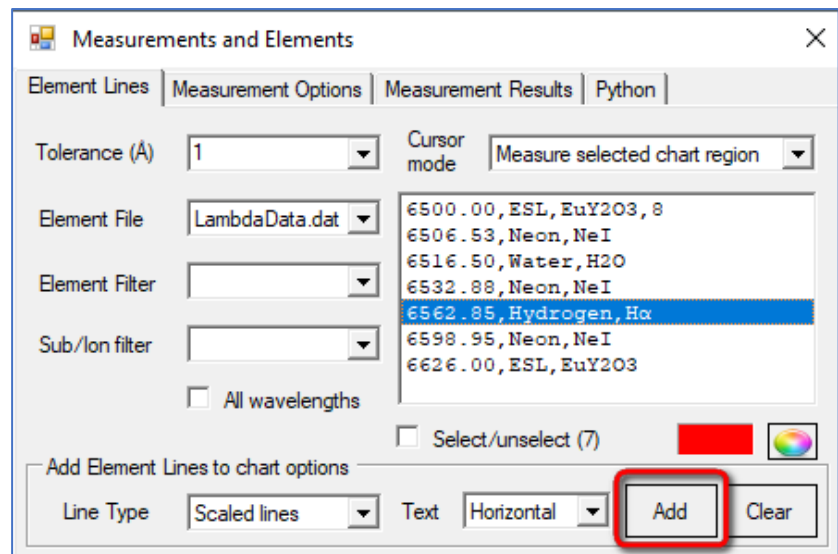 Measurements and Elements
Element Lines Measurement Options Measurement Results Python
Tolerance (Å) 1 Cursor mode Measure selected chart region
Element File LambdaData.dat
Element Filter
Sub/Ion filter
All wavelengths
6500.00,ESL,EuY2O3,8
6506.53,Neon,NeI
6516.50,Water,H2O
6532.88,Neon,NeI
6562.85,Hydrogen,Hα
6598.95,Neon,NeI
6626.00,ESL,EuY2O3
Select/unselect (7)
Add Element Lines to chart options
Line Type Scaled lines Text Horizontal Add Clear